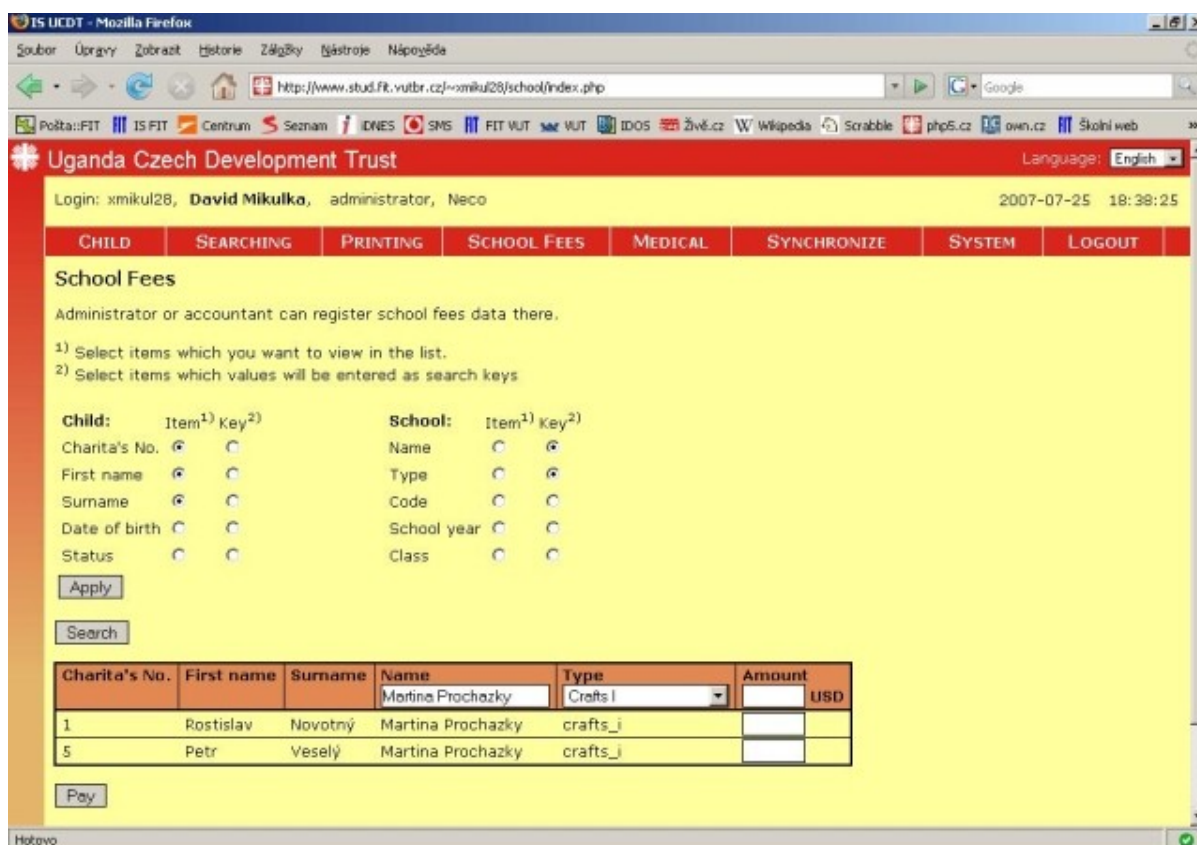 IS UCDT - Mozilla Firefox
Soubor Úpravy Zobrazit Historie Záložky Nástroje Nápověda
http://www.stud.fit.vutbr.cz/~xmikul28/school/index.php Google
Pošta::FIT IS FIT Centrum Seznam iDNES SMS FIT VUT VUT IDOS Živě.cz Wikipedia Scrabble php5.cz own.cz Školní web
Uganda Czech Development Trust Language: English
Login: xmikul28, David Mikulka, administrator, Neco 2007-07-25 18:38:25
CHILD SEARCHING PRINTING SCHOOL FEES MEDICAL SYNCHRONIZE SYSTEM LOGOUT
School Fees
Administrator or accountant can register school fees data there.
1) Select items which you want to view in the list.
2) Select items which values will be entered as search keys
Child: Item1) Key2) School: Item1) Key2)
Charita's No. Name
First name Type
Surname Code
Date of birth School year
Status Class
Apply
Search
Charita's No. First name Surname Name Type Amount
Martina Prochazky Crafts I USD
1 Rostislav Novotný Martina Prochazky crafts_i
5 Petr Veselý Martina Prochazky crafts_i
Pay
Hotovo